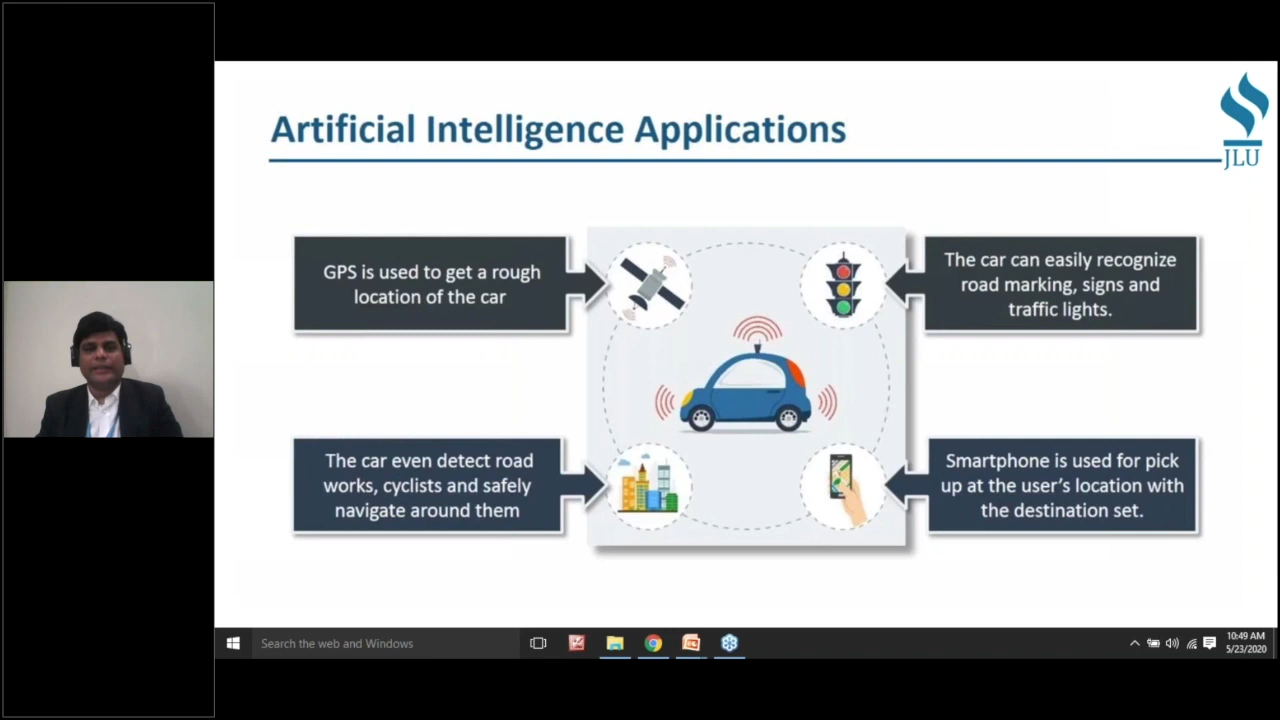 Artificial Intelligence Applications
JLU
GPS is used to get a rough
location of the car
The car can easily recognize
road marking, signs and
traffic lights.
The car even detect road
works, cyclists and safely
navigate around them
Smartphone is used for pick
up at the user's location with
the destination set.
Search the web and Windows
10:49 AM
5/23/2020